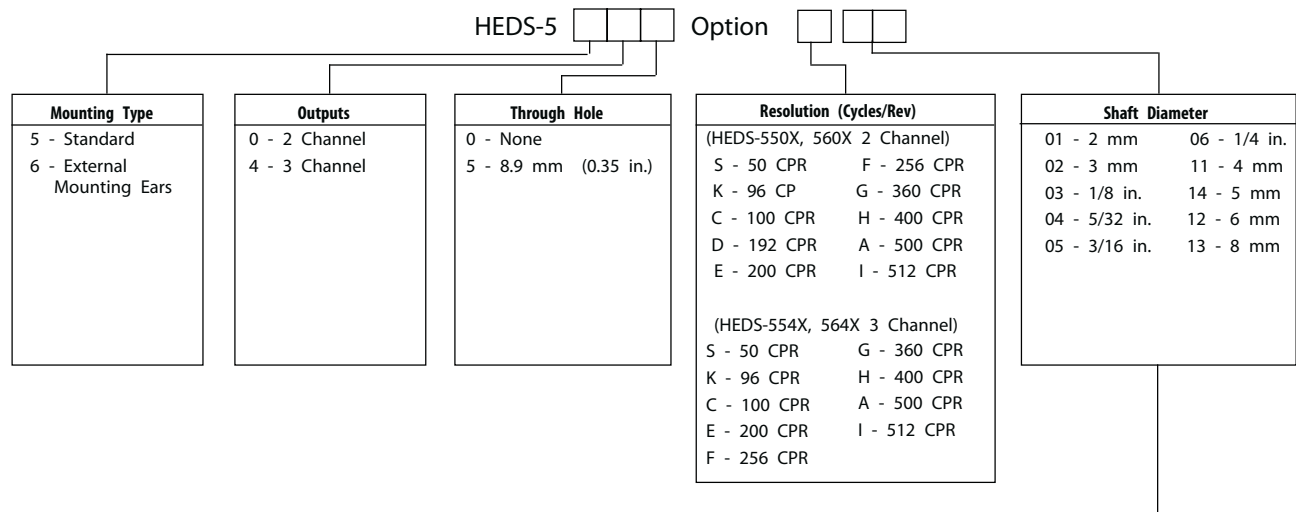 HEDS-5 Option
Mounting Type
5 - Standard
6 - External
Mounting Ears
Outputs
0 - 2 Channel
4 - 3 Channel
Through Hole
0 - None
5 - 8.9 mm (0.35 in.)
Resolution (Cycles/Rev)
(HEDS-550X, 560X 2 Channel)
S - 50 CPR F - 256 CPR
K - 96 CP G - 360 CPR
C - 100 CPR H - 400 CPR
D - 192 CPR A - 500 CPR
E - 200 CPR I - 512 CPR
(HEDS-554X, 564X 3 Channel)
S - 50 CPR G - 360 CPR
K - 96 CPR H - 400 CPR
C - 100 CPR A - 500 CPR
E - 200 CPR I - 512 CPR
F - 256 CPR
Shaft Diameter
01 - 2 mm 06 - 1/4 in.
02 - 3 mm 11 - 4 mm
03 - 1/8 in. 14 - 5 mm
04 - 5/32 in. 12 - 6 mm
05 - 3/16 in. 13 - 8 mm